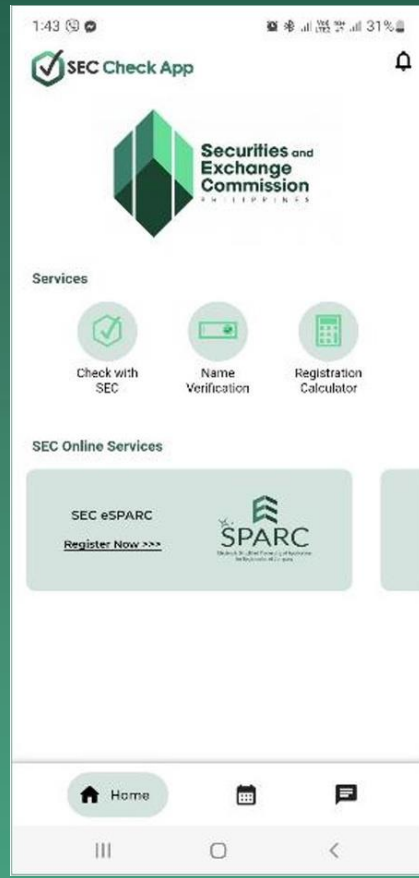 1:43
31%
SEC Check App
Securities and
Exchange
Commission
PHILIPPINES
Services
Check with
SEC
Name
Verification
Registration
Calculator
SEC Online Services
SEC eSPARC
Register Now >>>
SPARC
Home